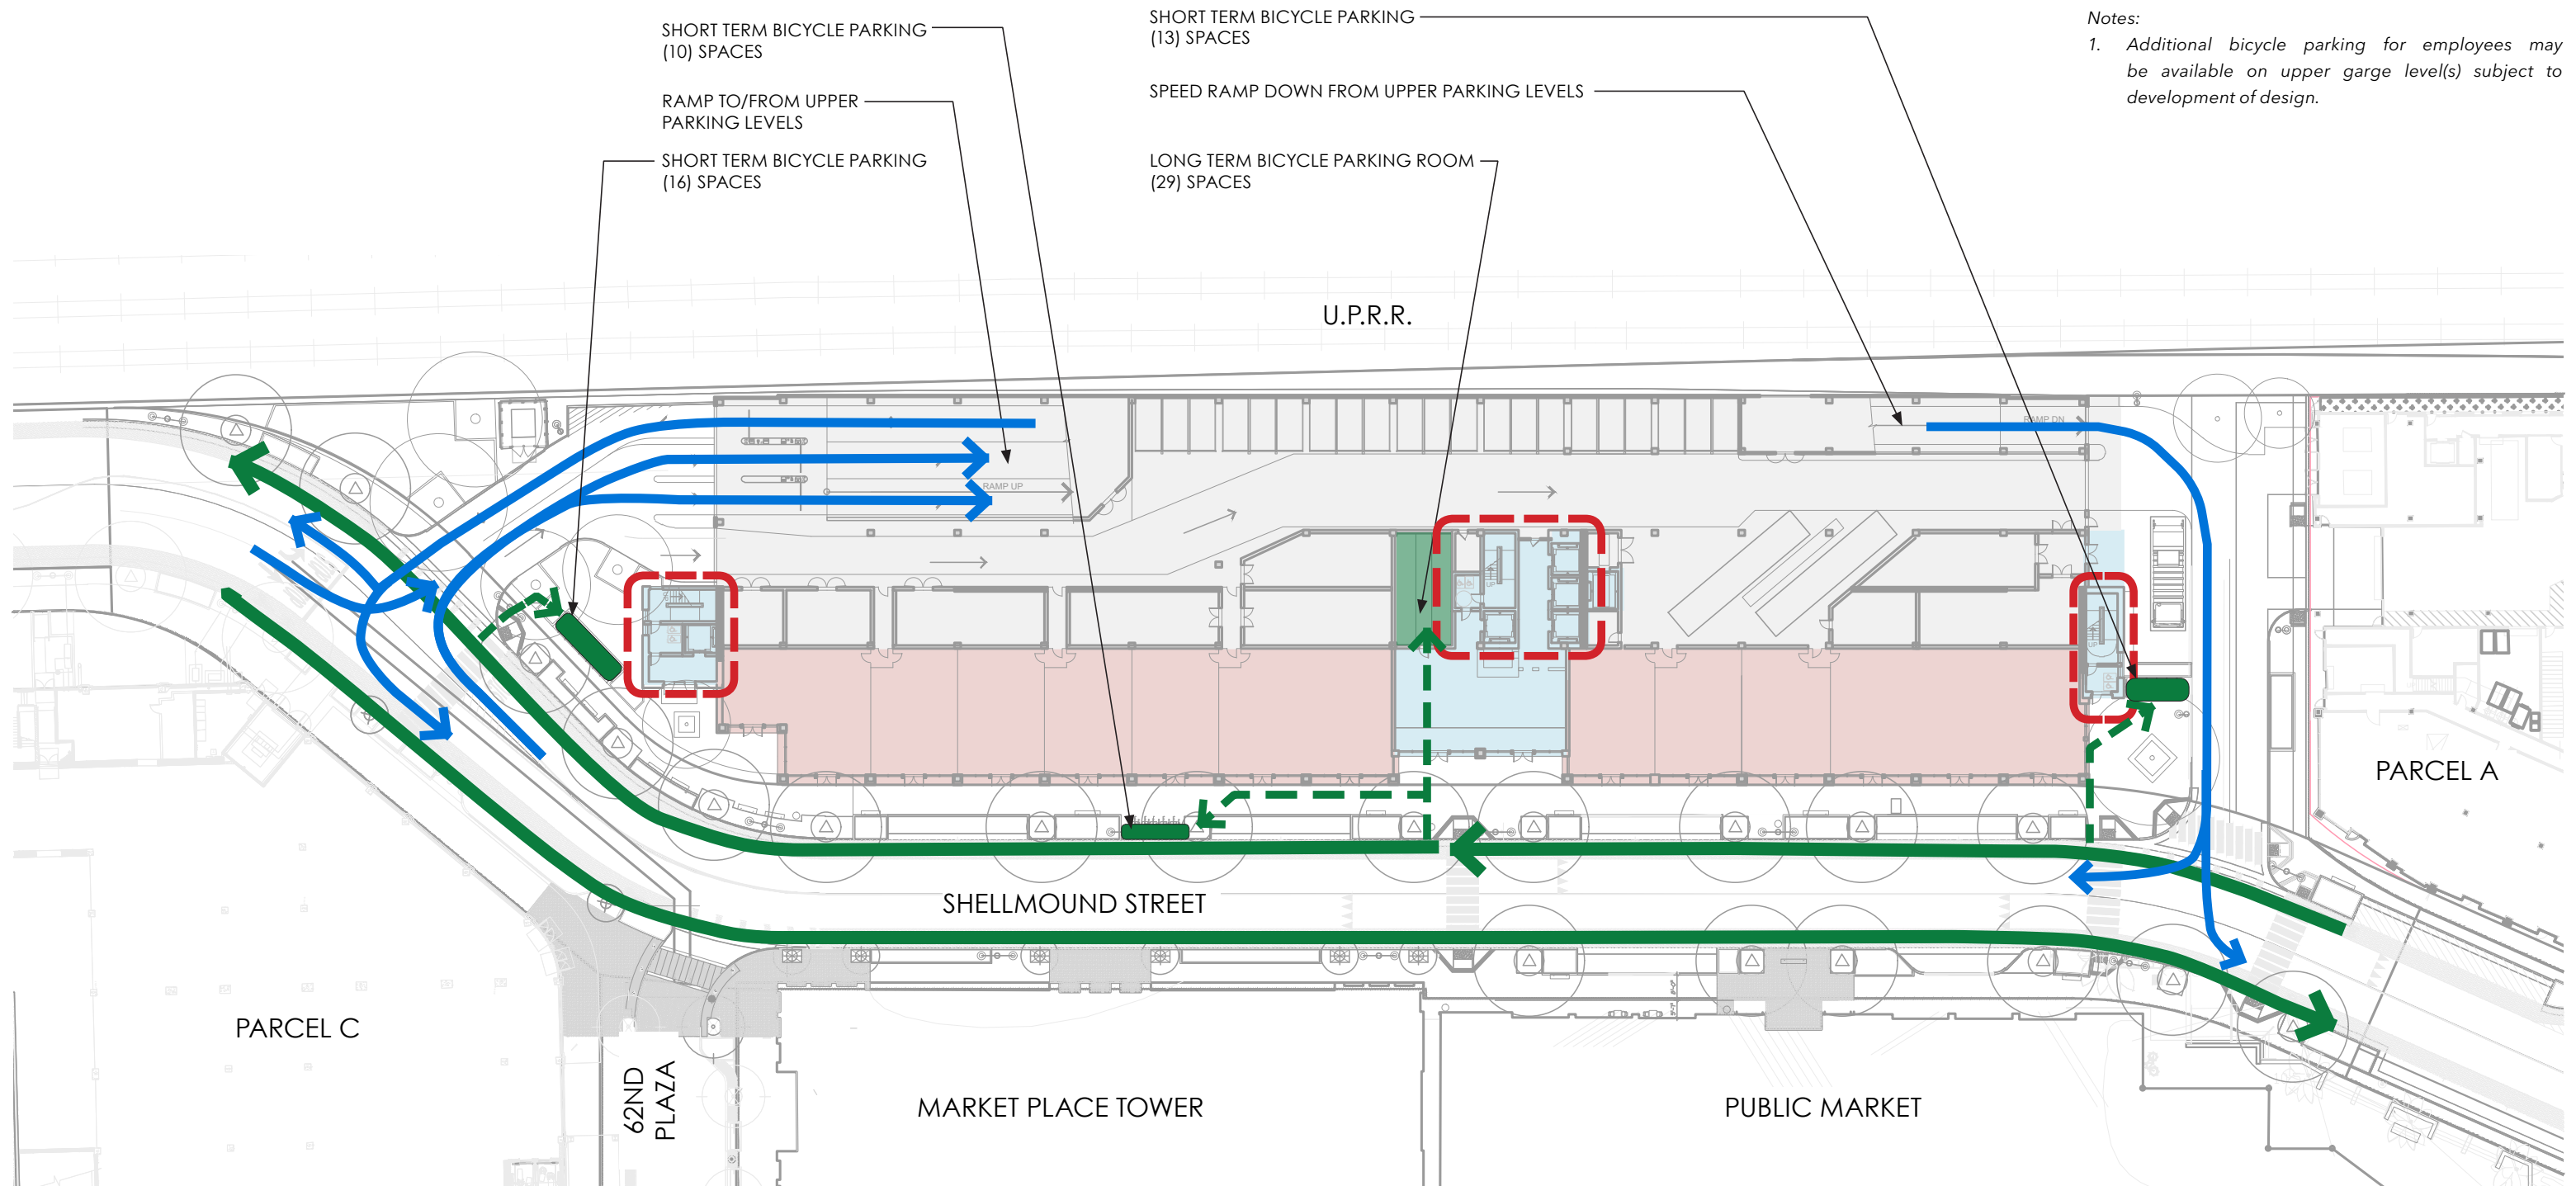 SHORT TERM BICYCLE PARKING
(10) SPACES
RAMP TO/FROM UPPER
PARKING LEVELS
SHORT TERM BICYCLE PARKING
(16) SPACES
SHORT TERM BICYCLE PARKING
(13) SPACES
SPEED RAMP DOWN FROM UPPER PARKING LEVELS
LONG TERM BICYCLE PARKING ROOM
(29) SPACES
Notes:
1. Additional bicycle parking for employees may
be available on upper garge level(s) subject to
development of design.
U.P.R.R.
RAMP DN
RAMP UP
PARCEL A
SHELLMOUND STREET
PARCEL C
62ND
PLAZA
MARKET PLACE TOWER
PUBLIC MARKET